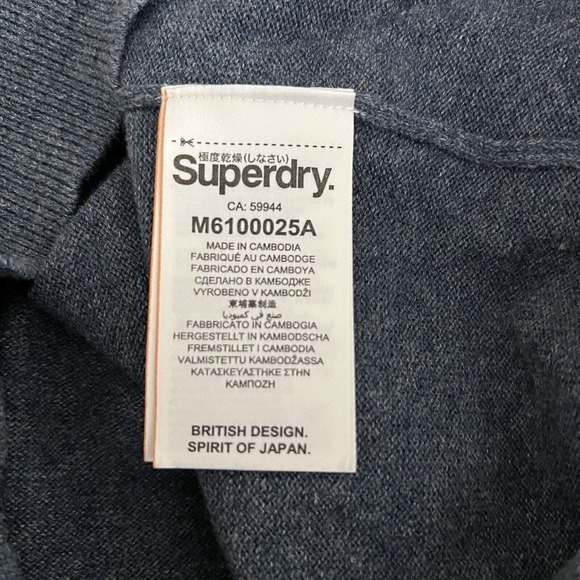 極度乾燥(しなさい)
Superdry.
CA: 59944
M6100025A
MADE IN CAMBODIA
FABRIQUÉ AU CAMBODGE
FABRICADO EN CAMBOYA
СДЕЛАНО В КАМБОДЖЕ
VYROBENO V KAMBODŽI
柬埔寨制造
صنع في كمبوديا
FABBRICATO IN CAMBOGIA
HERGESTELLT IN KAMBODSCHA
FREMSTILLET I CAMBODIA
VALMISTETTU KAMBODŽASSA
ΚΑΤΑΣΚΕΥΑΣΤΗΚΕ ΣΤΗΝ
ΚΑΜΠΟΖΗ
BRITISH DESIGN.
SPIRIT OF JAPAN.